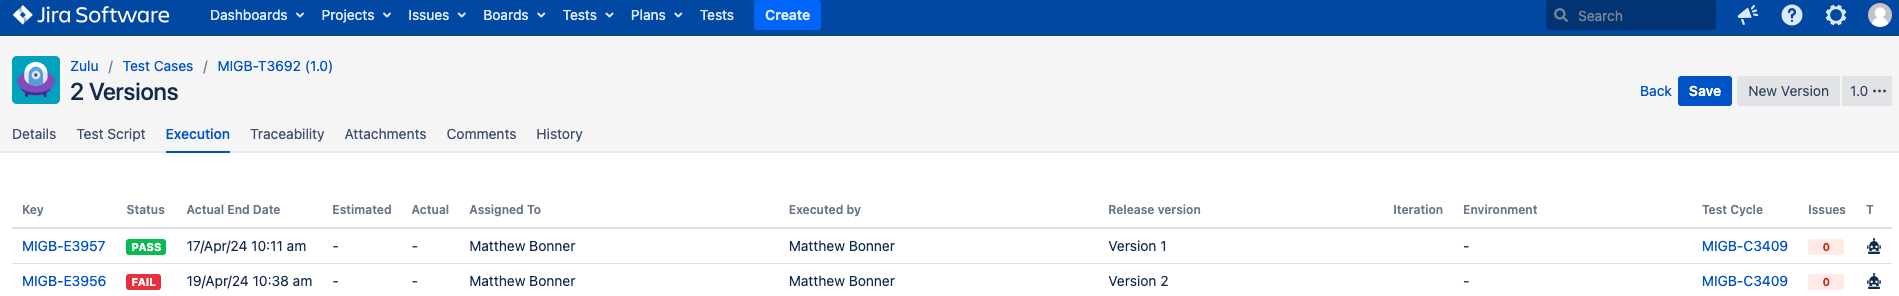 Jira Software Dashboards Projects Issues Boards Tests Plans Tests Create Search
Zulu / Test Cases / MIGB-T3692 (1.0)
2 Versions
Back Save New Version 1.0 ···
Details Test Script Execution Traceability Attachments Comments History
Key Status Actual End Date Estimated Actual Assigned To Executed by Release version Iteration Environment Test Cycle Issues T
MIGB-E3957 PASS 17/Apr/24 10:11 am - - Matthew Bonner Matthew Bonner Version 1 - MIGB-C3409 0
MIGB-E3956 FAIL 19/Apr/24 10:38 am - - Matthew Bonner Matthew Bonner Version 2 - MIGB-C3409 0